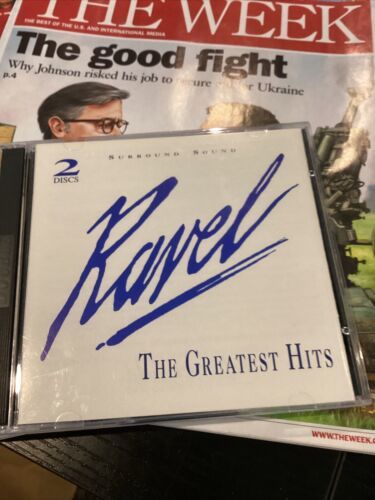 THE WEEK
THE BEST OF THE U.S. AND INTERNATIONAL MEDIA
The good fight
Why Johnson risked his job to
Ukraine
p.4
2
DISCS
SURROUND SOUND
Ravel
THE GREATEST HITS
WWW.THEWEEK.